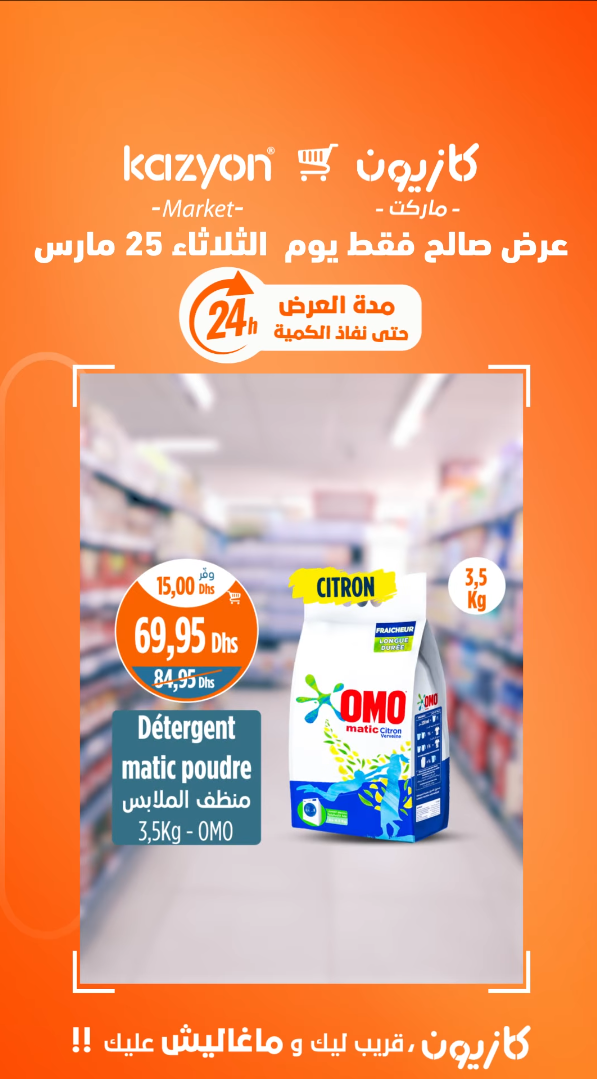 kazyon® كازيون
-Market- - ماركت -
عرض صالح فقط يوم الثلاثاء 25 مارس
24h
مدة العرض
حتى نفاذ الكمية
وفّر
15,00 Dhs
69,95 Dhs
84,95 Dhs
Détergent
matic poudre
منظف الملابس
3,5Kg - OMO
CITRON
3,5
Kg
FRAICHEUR
LONGUE
DURÉE
OMO
matic Citron
Verveine
OMO
كازيون، قريب ليك و ماغاليش عليك !!